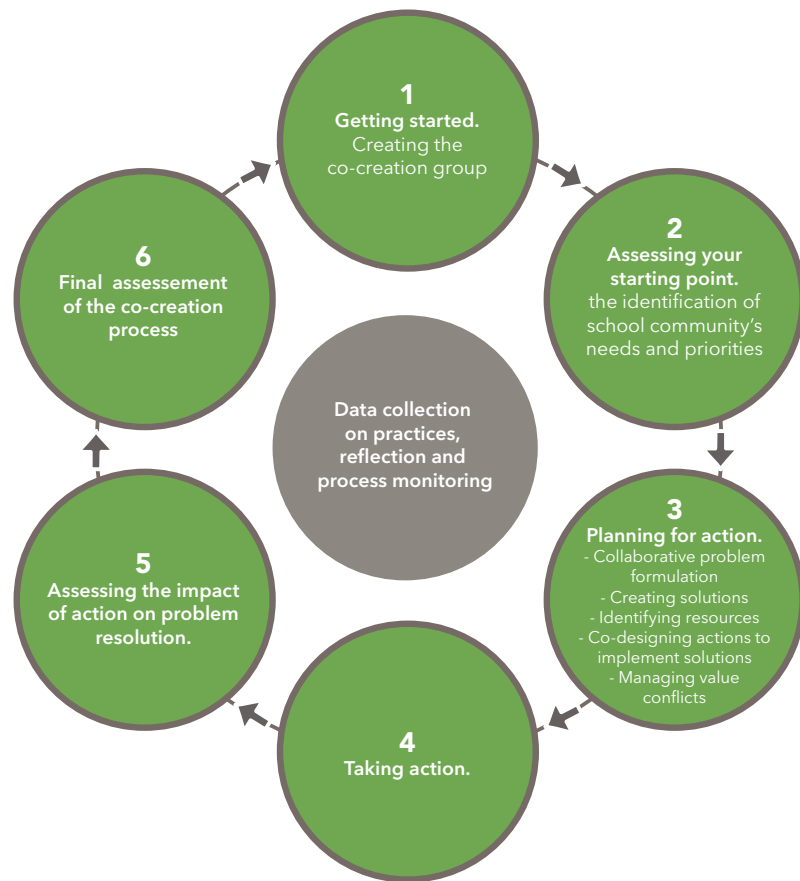 1
Getting started.
Creating the
co-creation group
2
Assessing your
starting point.
the identification of
school community’s
needs and priorities
3
Planning for action.
- Collaborative problem
formulation
- Creating solutions
- Identifying resources
- Co-designing actions to
implement solutions
- Managing value
conflicts
4
Taking action.
5
Assessing the impact
of action on problem
resolution.
6
Final assessement
of the co-creation
process
Data collection
on practices,
reflection and
process monitoring